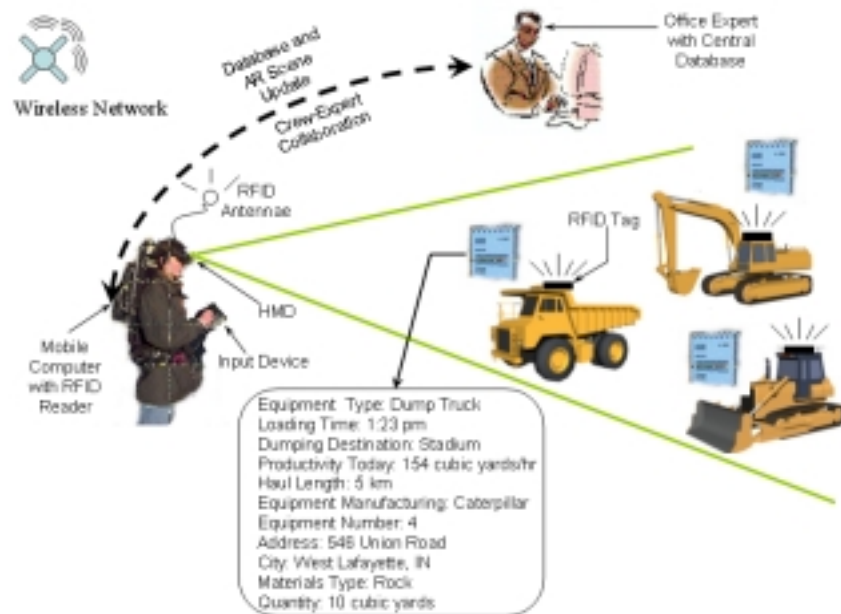 Office Expert
with Central
Database
Database and
AR Scene
Update
Crew-Expert
Collaboration
Wireless Network
RFID
Antennae
RFID Tag
HMD
Input Device
Mobile
Computer
with RFID
Reader
Equipment Type: Dump Truck
Loading Time: 1:23 pm
Dumping Destination: Stadium
Productivity Today: 154 cubic yards/hr
Haul Length: 5 km
Equipment Manufacturing: Caterpillar
Equipment Number: 4
Address: 546 Union Road
City: West Lafayette, IN
Materials Type: Rock
Quantity: 10 cubic yards